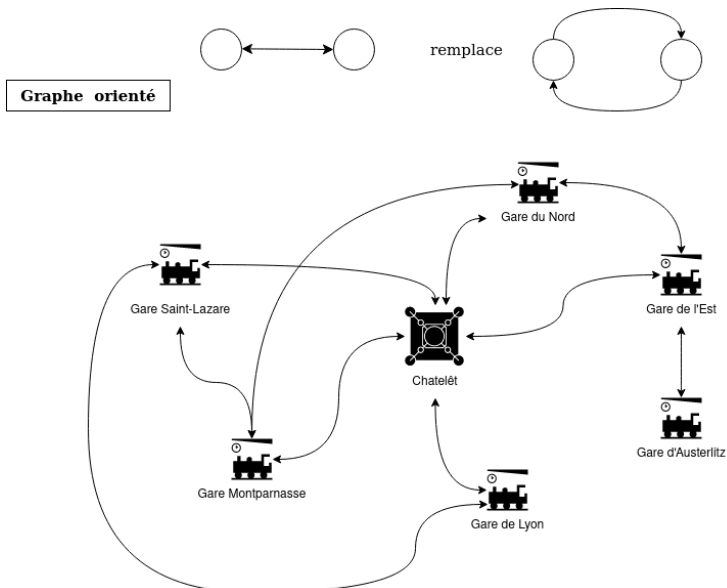 remplace
Graphe orienté
Gare du Nord
Gare Saint-Lazare
Gare de l'Est
Chatelêt
Gare d'Austerlitz
Gare Montparnasse
Gare de Lyon